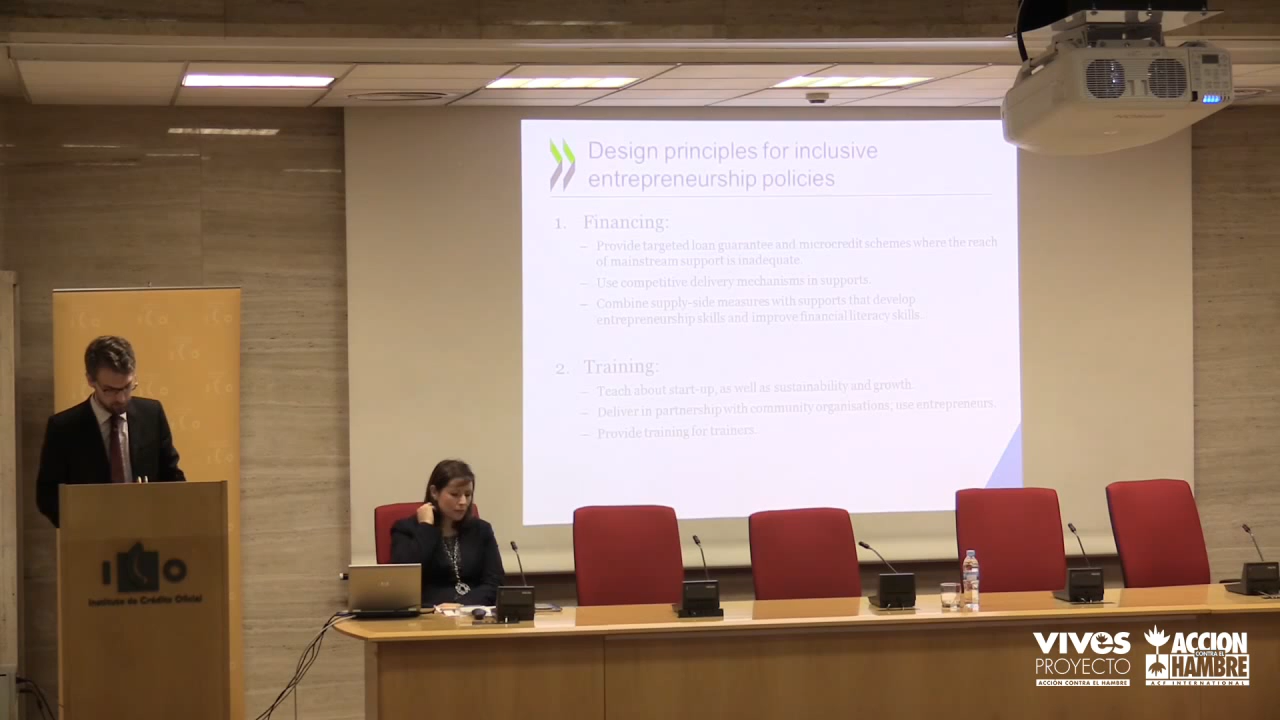 Design principles for inclusive
entrepreneurship policies
1. Financing:
– Provide targeted loan guarantee and microcredit schemes where the reach
of mainstream support is inadequate.
– Use competitive delivery mechanisms in supports.
– Combine supply-side measures with supports that develop
entrepreneurship skills and improve financial literacy skills.
2. Training:
– Teach about start-up, as well as sustainability and growth.
– Deliver in partnership with community organisations; use entrepreneurs.
– Provide training for trainers.
ICO
Instituto de Crédito Oficial
VIVES
PROYECTO
ACCIÓN CONTRA EL HAMBRE
ACCION
CONTRA EL
HAMBRE
ACF INTERNATIONAL